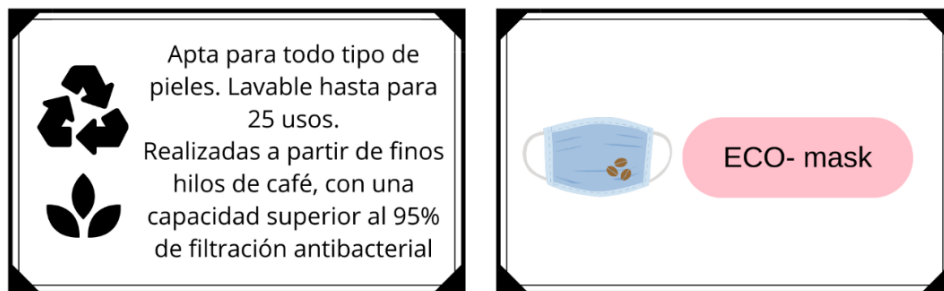 Apta para todo tipo de
pieles. Lavable hasta para
25 usos.
Realizadas a partir de finos
hilos de café, con una
capacidad superior al 95%
de filtración antibacterial
ECO- mask